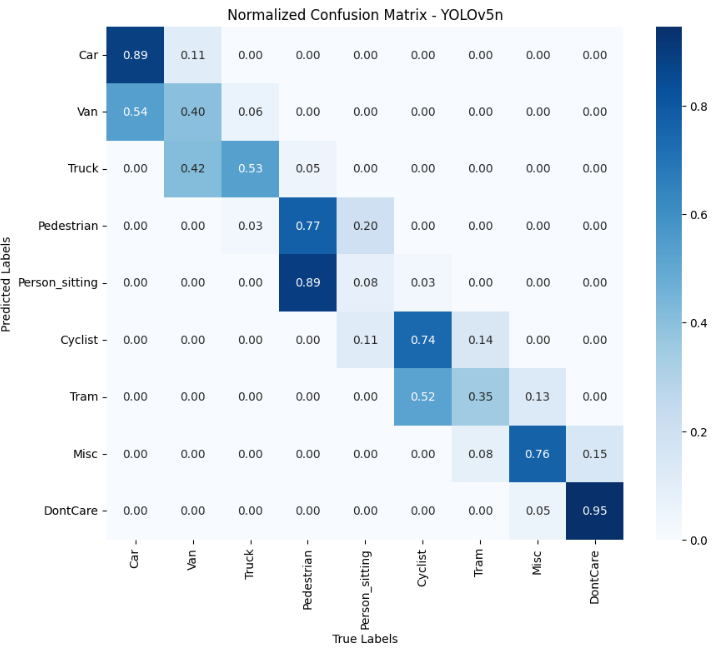 Normalized Confusion Matrix - YOLOv5n
Predicted Labels
Car 0.89 0.11 0.00 0.00 0.00 0.00 0.00 0.00 0.00
Van 0.54 0.40 0.06 0.00 0.00 0.00 0.00 0.00 0.00
Truck 0.00 0.42 0.53 0.05 0.00 0.00 0.00 0.00 0.00
Pedestrian 0.00 0.00 0.03 0.77 0.20 0.00 0.00 0.00 0.00
Person_sitting 0.00 0.00 0.00 0.89 0.08 0.03 0.00 0.00 0.00
Cyclist 0.00 0.00 0.00 0.00 0.11 0.74 0.14 0.00 0.00
Tram 0.00 0.00 0.00 0.00 0.00 0.52 0.35 0.13 0.00
Misc 0.00 0.00 0.00 0.00 0.00 0.00 0.08 0.76 0.15
DontCare 0.00 0.00 0.00 0.00 0.00 0.00 0.00 0.05 0.95
Car Van Truck Pedestrian Person_sitting Cyclist Tram Misc DontCare
True Labels
0.8
0.6
0.4
0.2
0.0